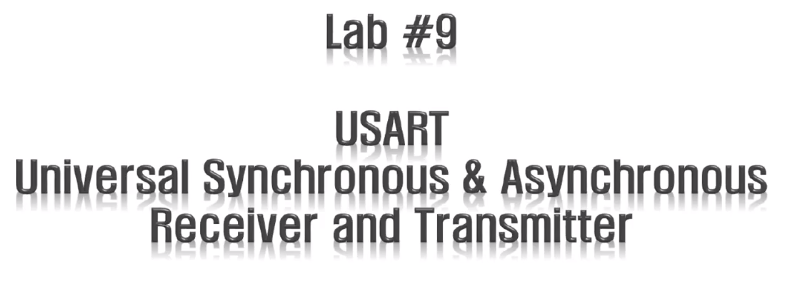 Lab #9
USART
Universal Synchronous & Asynchronous
Receiver and Transmitter